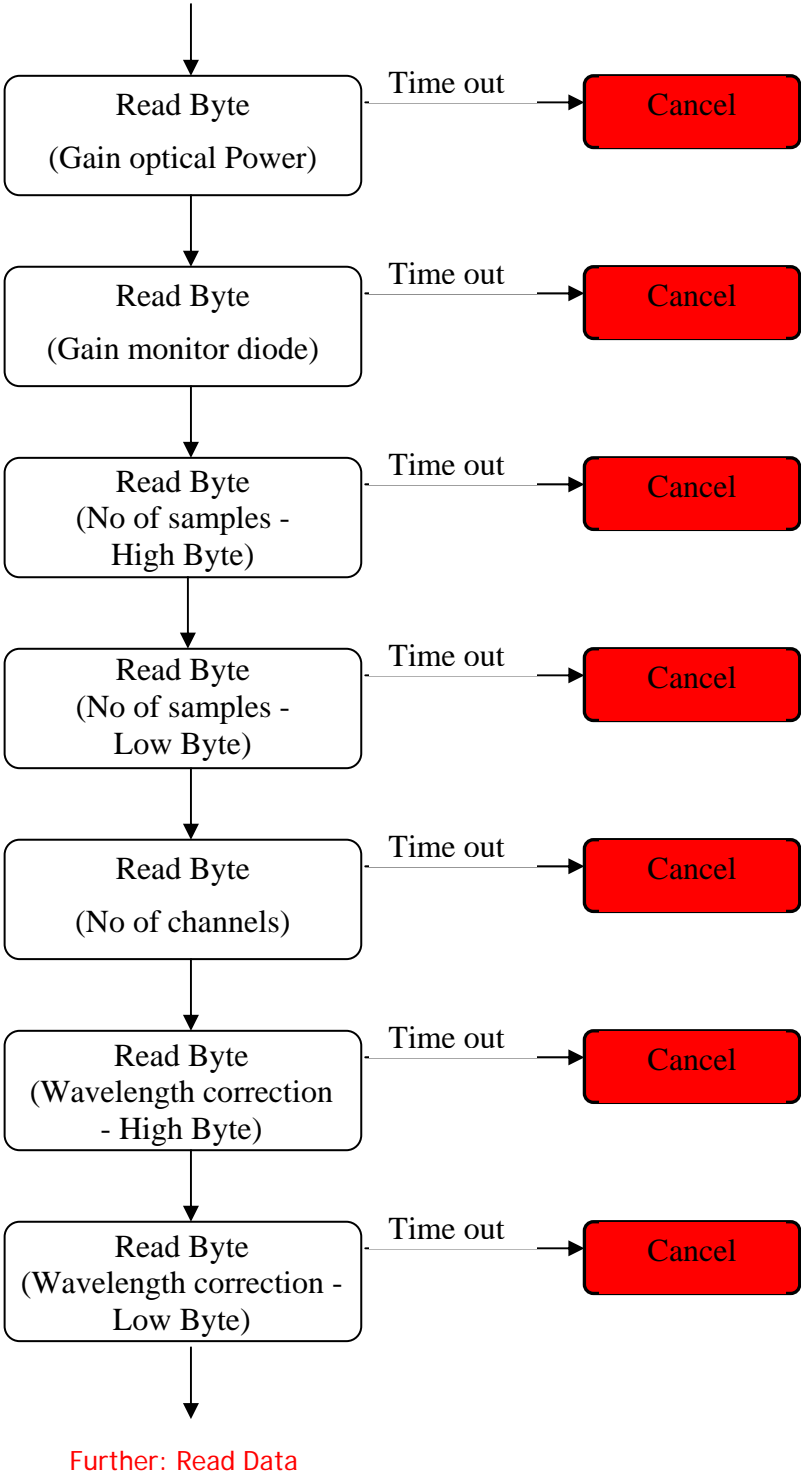 Time out
Read Byte
Cancel
(Gain optical Power)
Time out
Read Byte
Cancel
(Gain monitor diode)
Time out
Read Byte
Cancel
(No of samples -
High Byte)
Time out
Read Byte
Cancel
(No of samples -
Low Byte)
Time out
Read Byte
Cancel
(No of channels)
Time out
Read Byte
Cancel
(Wavelength correction
- High Byte)
Time out
Read Byte
Cancel
(Wavelength correction -
Low Byte)
Further: Read Data